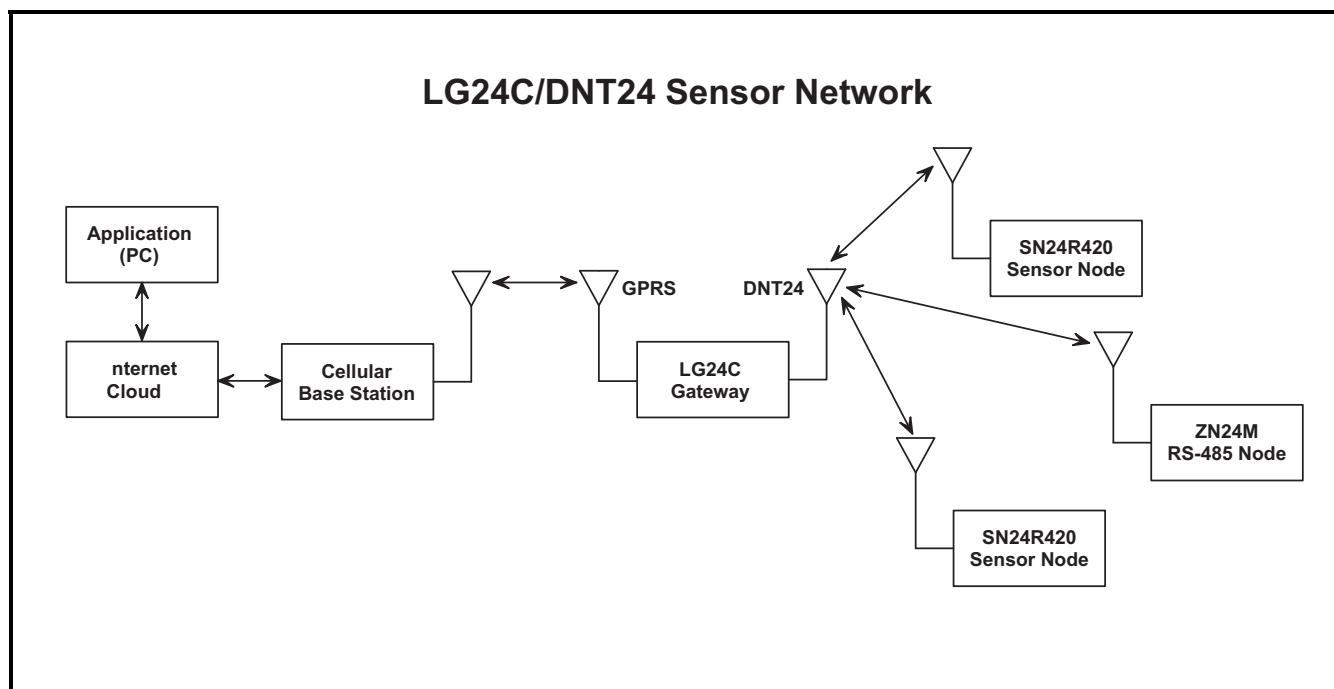 LG24C/DNT24 Sensor Network
Application
(PC)
nternet
Cloud
Cellular
Base Station
GPRS
LG24C
Gateway
DNT24
SN24R420
Sensor Node
ZN24M
RS-485 Node
SN24R420
Sensor Node